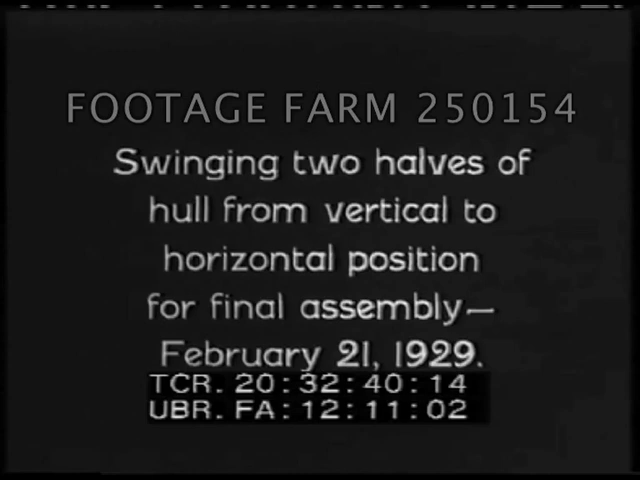 FOOTAGE FARM 250154
Swinging two halves of
hull from vertical to
horizontal position
for final assembly—
February 21, 1929.
TCR. 20:32:40:14
UBR. FA:12:11:02